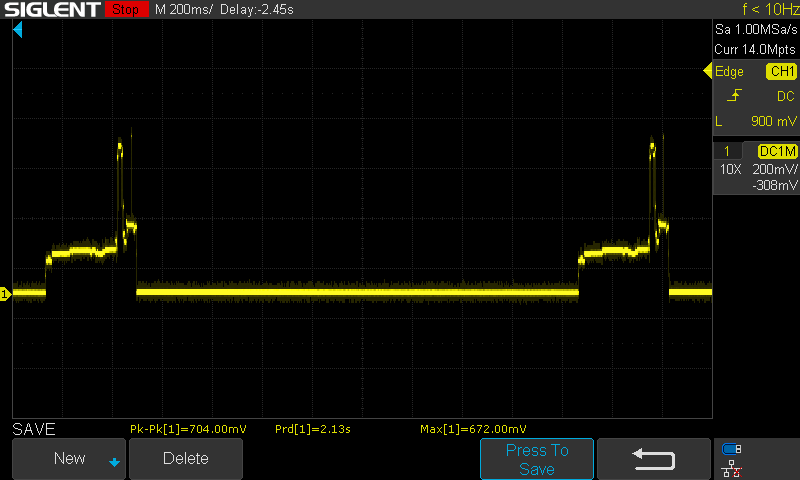 SIGLENT Stop M 200ms/ Delay:-2.45s f < 10Hz
Sa 1.00MSa/s
Curr 14.0Mpts
Edge CH1
DC
L 900 mV
1 DC1M
10X 200mV/
-308mV
1
SAVE Pk-Pk[1]=704.00mV Prd[1]=2.13s Max[1]=672.00mV
New Delete Press To
Save